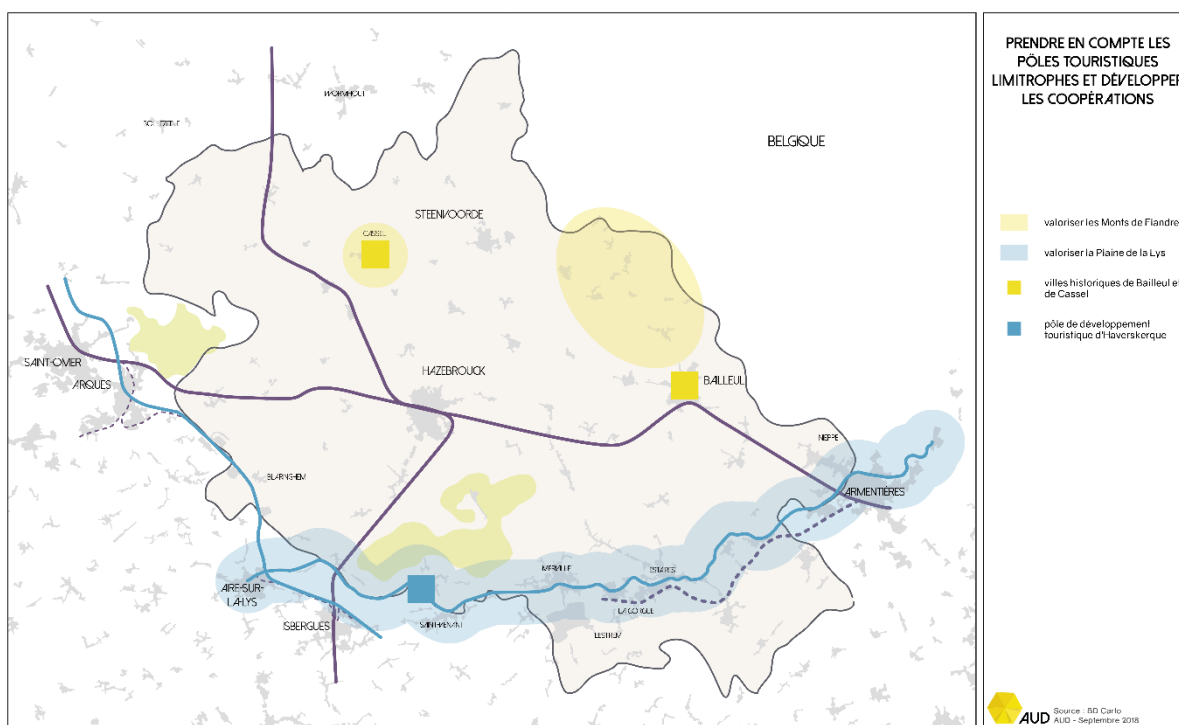 WORMHOUT
BELGIQUE
STEENVOORDE
CASSEL
SAINT-OMER
ARQUES
HAZEBROUCK
BAILLEUL
NIEPPE
BLARINGHEM
ARMENTIÈRES
MERVILLE
ESTAIRES
AIRE-SUR-
LA-LYS
LA GORGUE
ISBERGUES
SAINT-VENANT
LESTREM
PRENDRE EN COMPTE LES
PÔLES TOURISTIQUES
LIMITROPHES ET DÉVELOPPER
LES COOPÉRATIONS
valoriser les Monts de Flandre
valoriser la Plaine de la Lys
villes historiques de Bailleul et
de Cassel
pôle de développement
touristique d'Haverskerque
AUD
Source : BD Carto
AUD - Septembre 2018